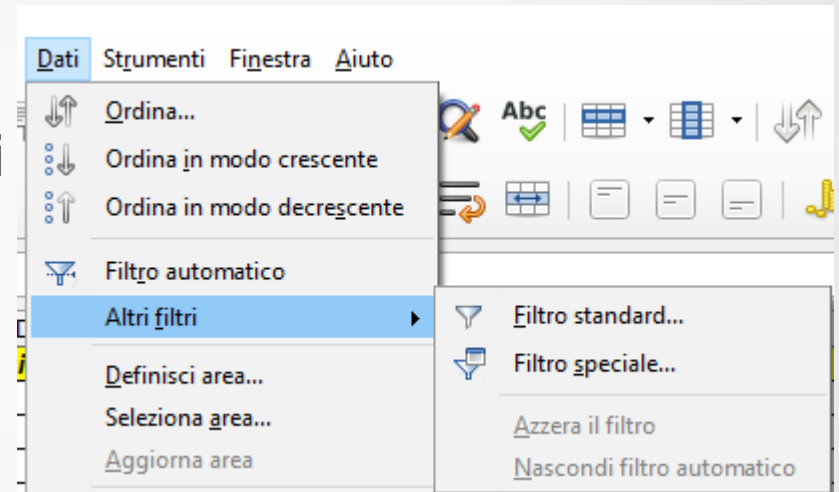 Dati Strumenti Finestra Aiuto
Ordina...
Ordina in modo crescente
Ordina in modo decrescente
Filtro automatico
Altri filtri
Definisci area...
Seleziona area...
Aggiorna area
Filtro standard...
Filtro speciale...
Azzera il filtro
Nascondi filtro automatico
Abc